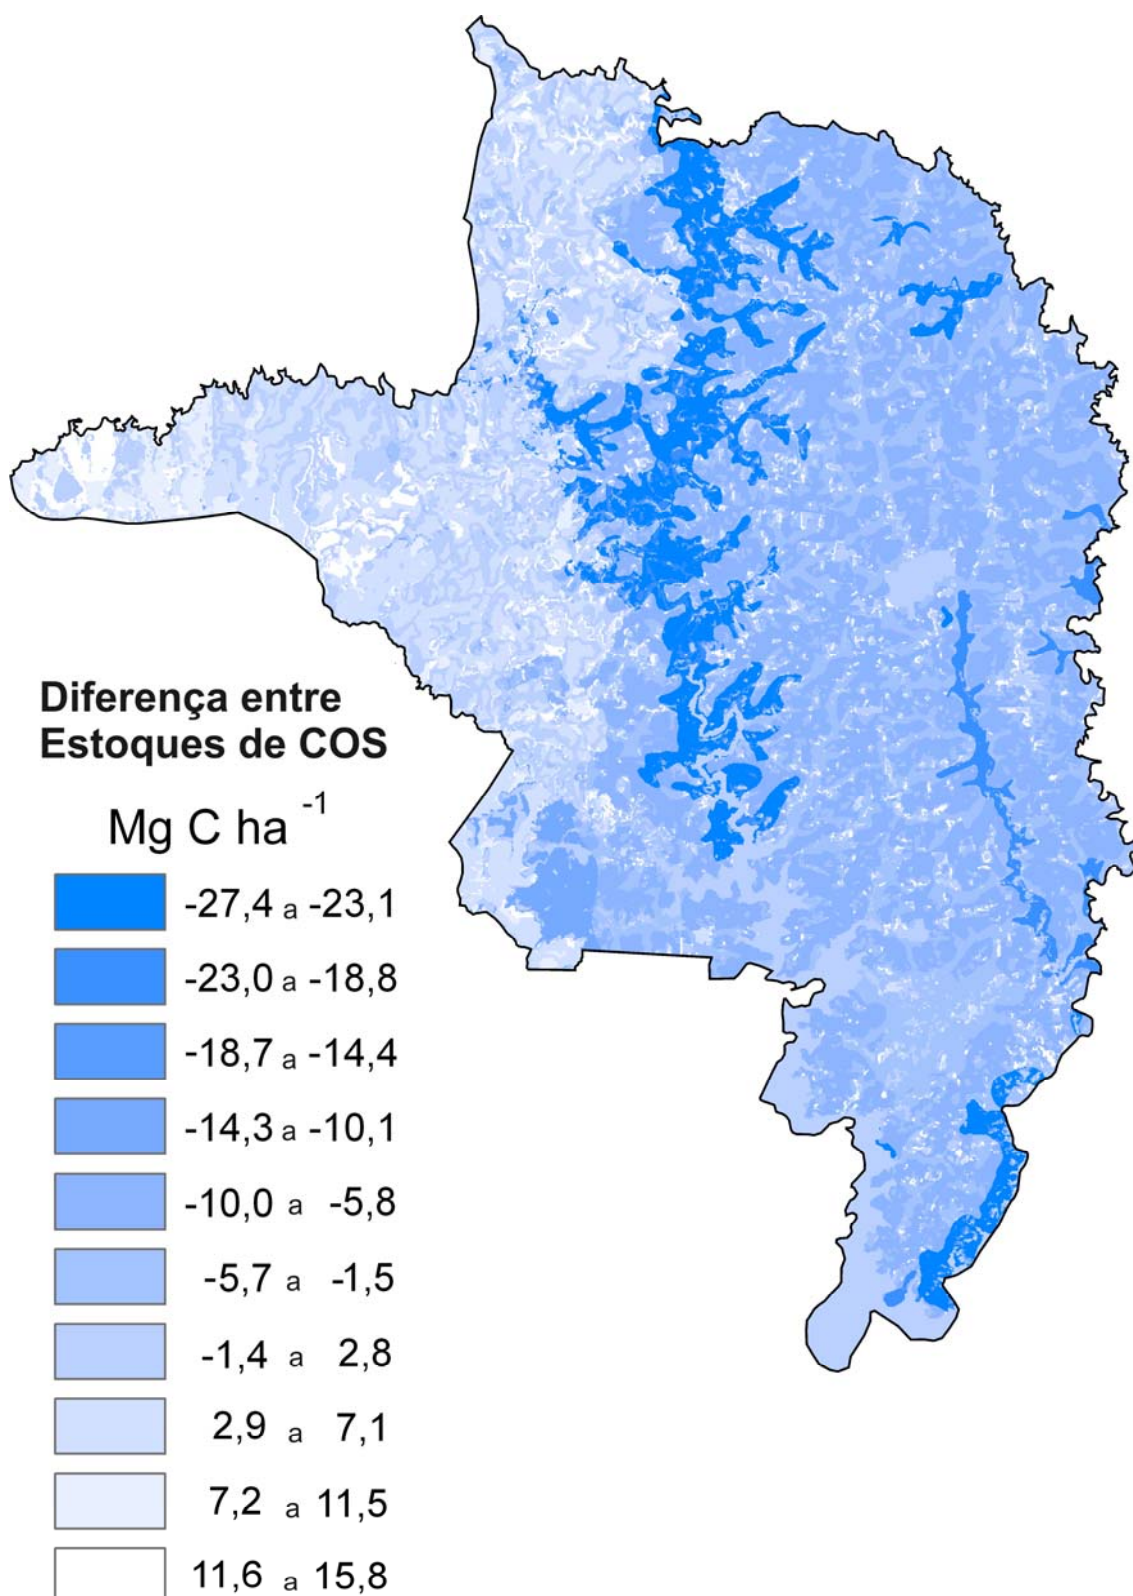 Diferença entre
Estoques de COS
Mg C ha -1
-27,4 a -23,1
-23,0 a -18,8
-18,7 a -14,4
-14,3 a -10,1
-10,0 a -5,8
-5,7 a -1,5
-1,4 a 2,8
2,9 a 7,1
7,2 a 11,5
11,6 a 15,8